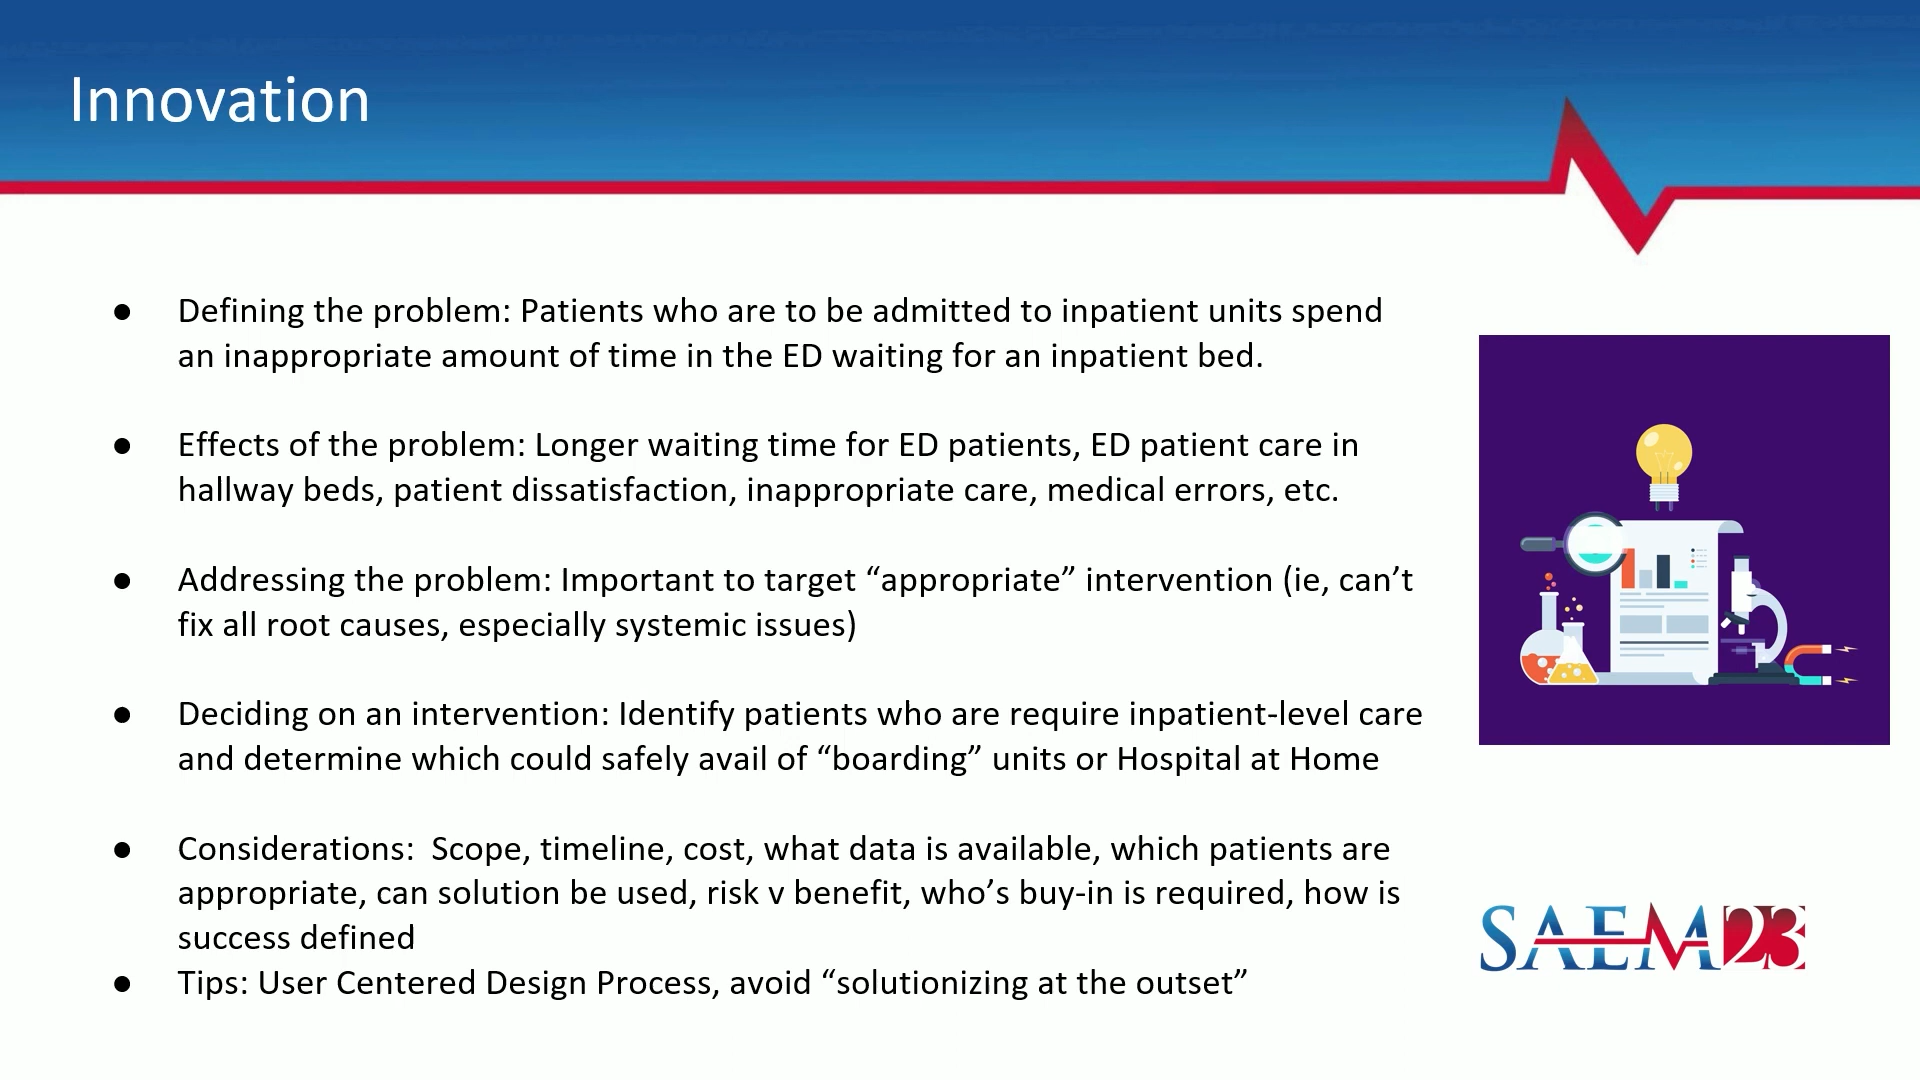 Innovation
● Defining the problem: Patients who are to be admitted to inpatient units spend
an inappropriate amount of time in the ED waiting for an inpatient bed.
● Effects of the problem: Longer waiting time for ED patients, ED patient care in
hallway beds, patient dissatisfaction, inappropriate care, medical errors, etc.
● Addressing the problem: Important to target “appropriate” intervention (ie, can’t
fix all root causes, especially systemic issues)
● Deciding on an intervention: Identify patients who are require inpatient-level care
and determine which could safely avail of “boarding” units or Hospital at Home
● Considerations:  Scope, timeline, cost, what data is available, which patients are
appropriate, can solution be used, risk v benefit, who’s buy-in is required, how is
success defined
● Tips: User Centered Design Process, avoid “solutionizing at the outset”
SAEM23